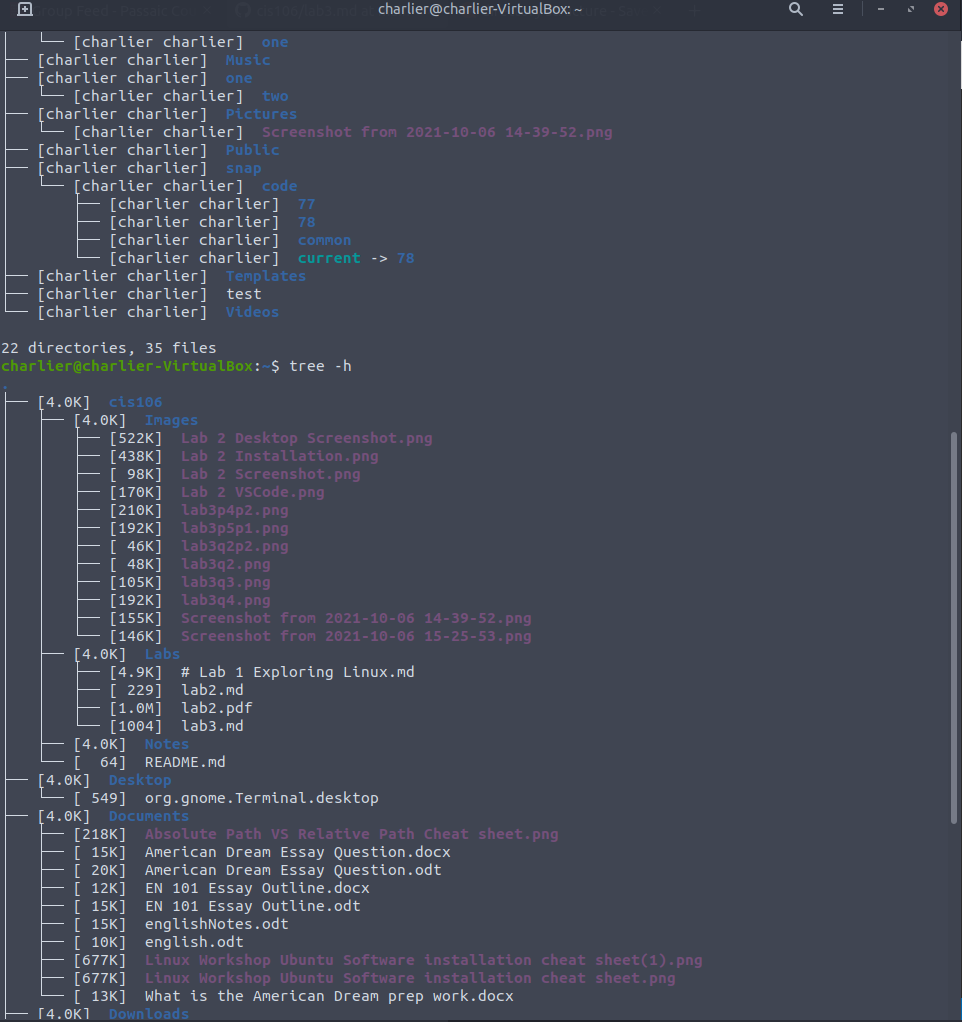 charlier@charlier-VirtualBox: ~
└── [charlier charlier]  one
├── [charlier charlier]  Music
├── [charlier charlier]  one
│   └── [charlier charlier]  two
├── [charlier charlier]  Pictures
│   └── [charlier charlier]  Screenshot from 2021-10-06 14-39-52.png
├── [charlier charlier]  Public
├── [charlier charlier]  snap
│   └── [charlier charlier]  code
│       ├── [charlier charlier]  77
│       ├── [charlier charlier]  78
│       ├── [charlier charlier]  common
│       └── [charlier charlier]  current -> 78
├── [charlier charlier]  Templates
├── [charlier charlier]  test
└── [charlier charlier]  Videos
22 directories, 35 files
charlier@charlier-VirtualBox:~$ tree -h
.
├── [4.0K]  cis106
│   ├── [4.0K]  Images
│   │   ├── [522K]  Lab 2 Desktop Screenshot.png
│   │   ├── [438K]  Lab 2 Installation.png
│   │   ├── [ 98K]  Lab 2 Screenshot.png
│   │   ├── [170K]  Lab 2 VSCode.png
│   │   ├── [210K]  lab3p4p2.png
│   │   ├── [192K]  lab3p5p1.png
│   │   ├── [ 46K]  lab3q2p2.png
│   │   ├── [ 48K]  lab3q2.png
│   │   ├── [105K]  lab3q3.png
│   │   ├── [192K]  lab3q4.png
│   │   ├── [155K]  Screenshot from 2021-10-06 14-39-52.png
│   │   └── [146K]  Screenshot from 2021-10-06 15-25-53.png
│   ├── [4.0K]  Labs
│   │   ├── [4.9K]  # Lab 1 Exploring Linux.md
│   │   ├── [ 229]  lab2.md
│   │   ├── [1.0M]  lab2.pdf
│   │   └── [1004]  lab3.md
│   ├── [4.0K]  Notes
│   └── [  64]  README.md
├── [4.0K]  Desktop
│   └── [ 549]  org.gnome.Terminal.desktop
├── [4.0K]  Documents
│   ├── [218K]  Absolute Path VS Relative Path Cheat sheet.png
│   ├── [ 15K]  American Dream Essay Question.docx
│   ├── [ 20K]  American Dream Essay Question.odt
│   ├── [ 12K]  EN 101 Essay Outline.docx
│   ├── [ 15K]  EN 101 Essay Outline.odt
│   ├── [ 15K]  englishNotes.odt
│   ├── [ 10K]  english.odt
│   ├── [677K]  Linux Workshop Ubuntu Software installation cheat sheet(1).png
│   ├── [677K]  Linux Workshop Ubuntu Software installation cheat sheet.png
│   └── [ 13K]  What is the American Dream prep work.docx
├── [4.0K]  Downloads